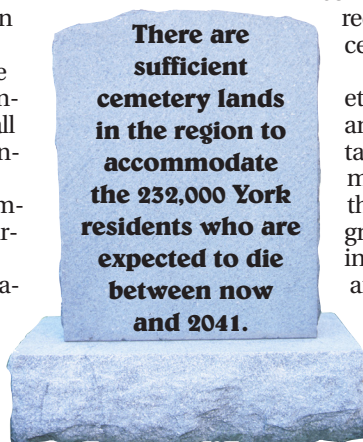 There are
sufficient
cemetery lands
in the region to
accommodate
the 232,000 York
residents who are
expected to die
between now
and 2041.